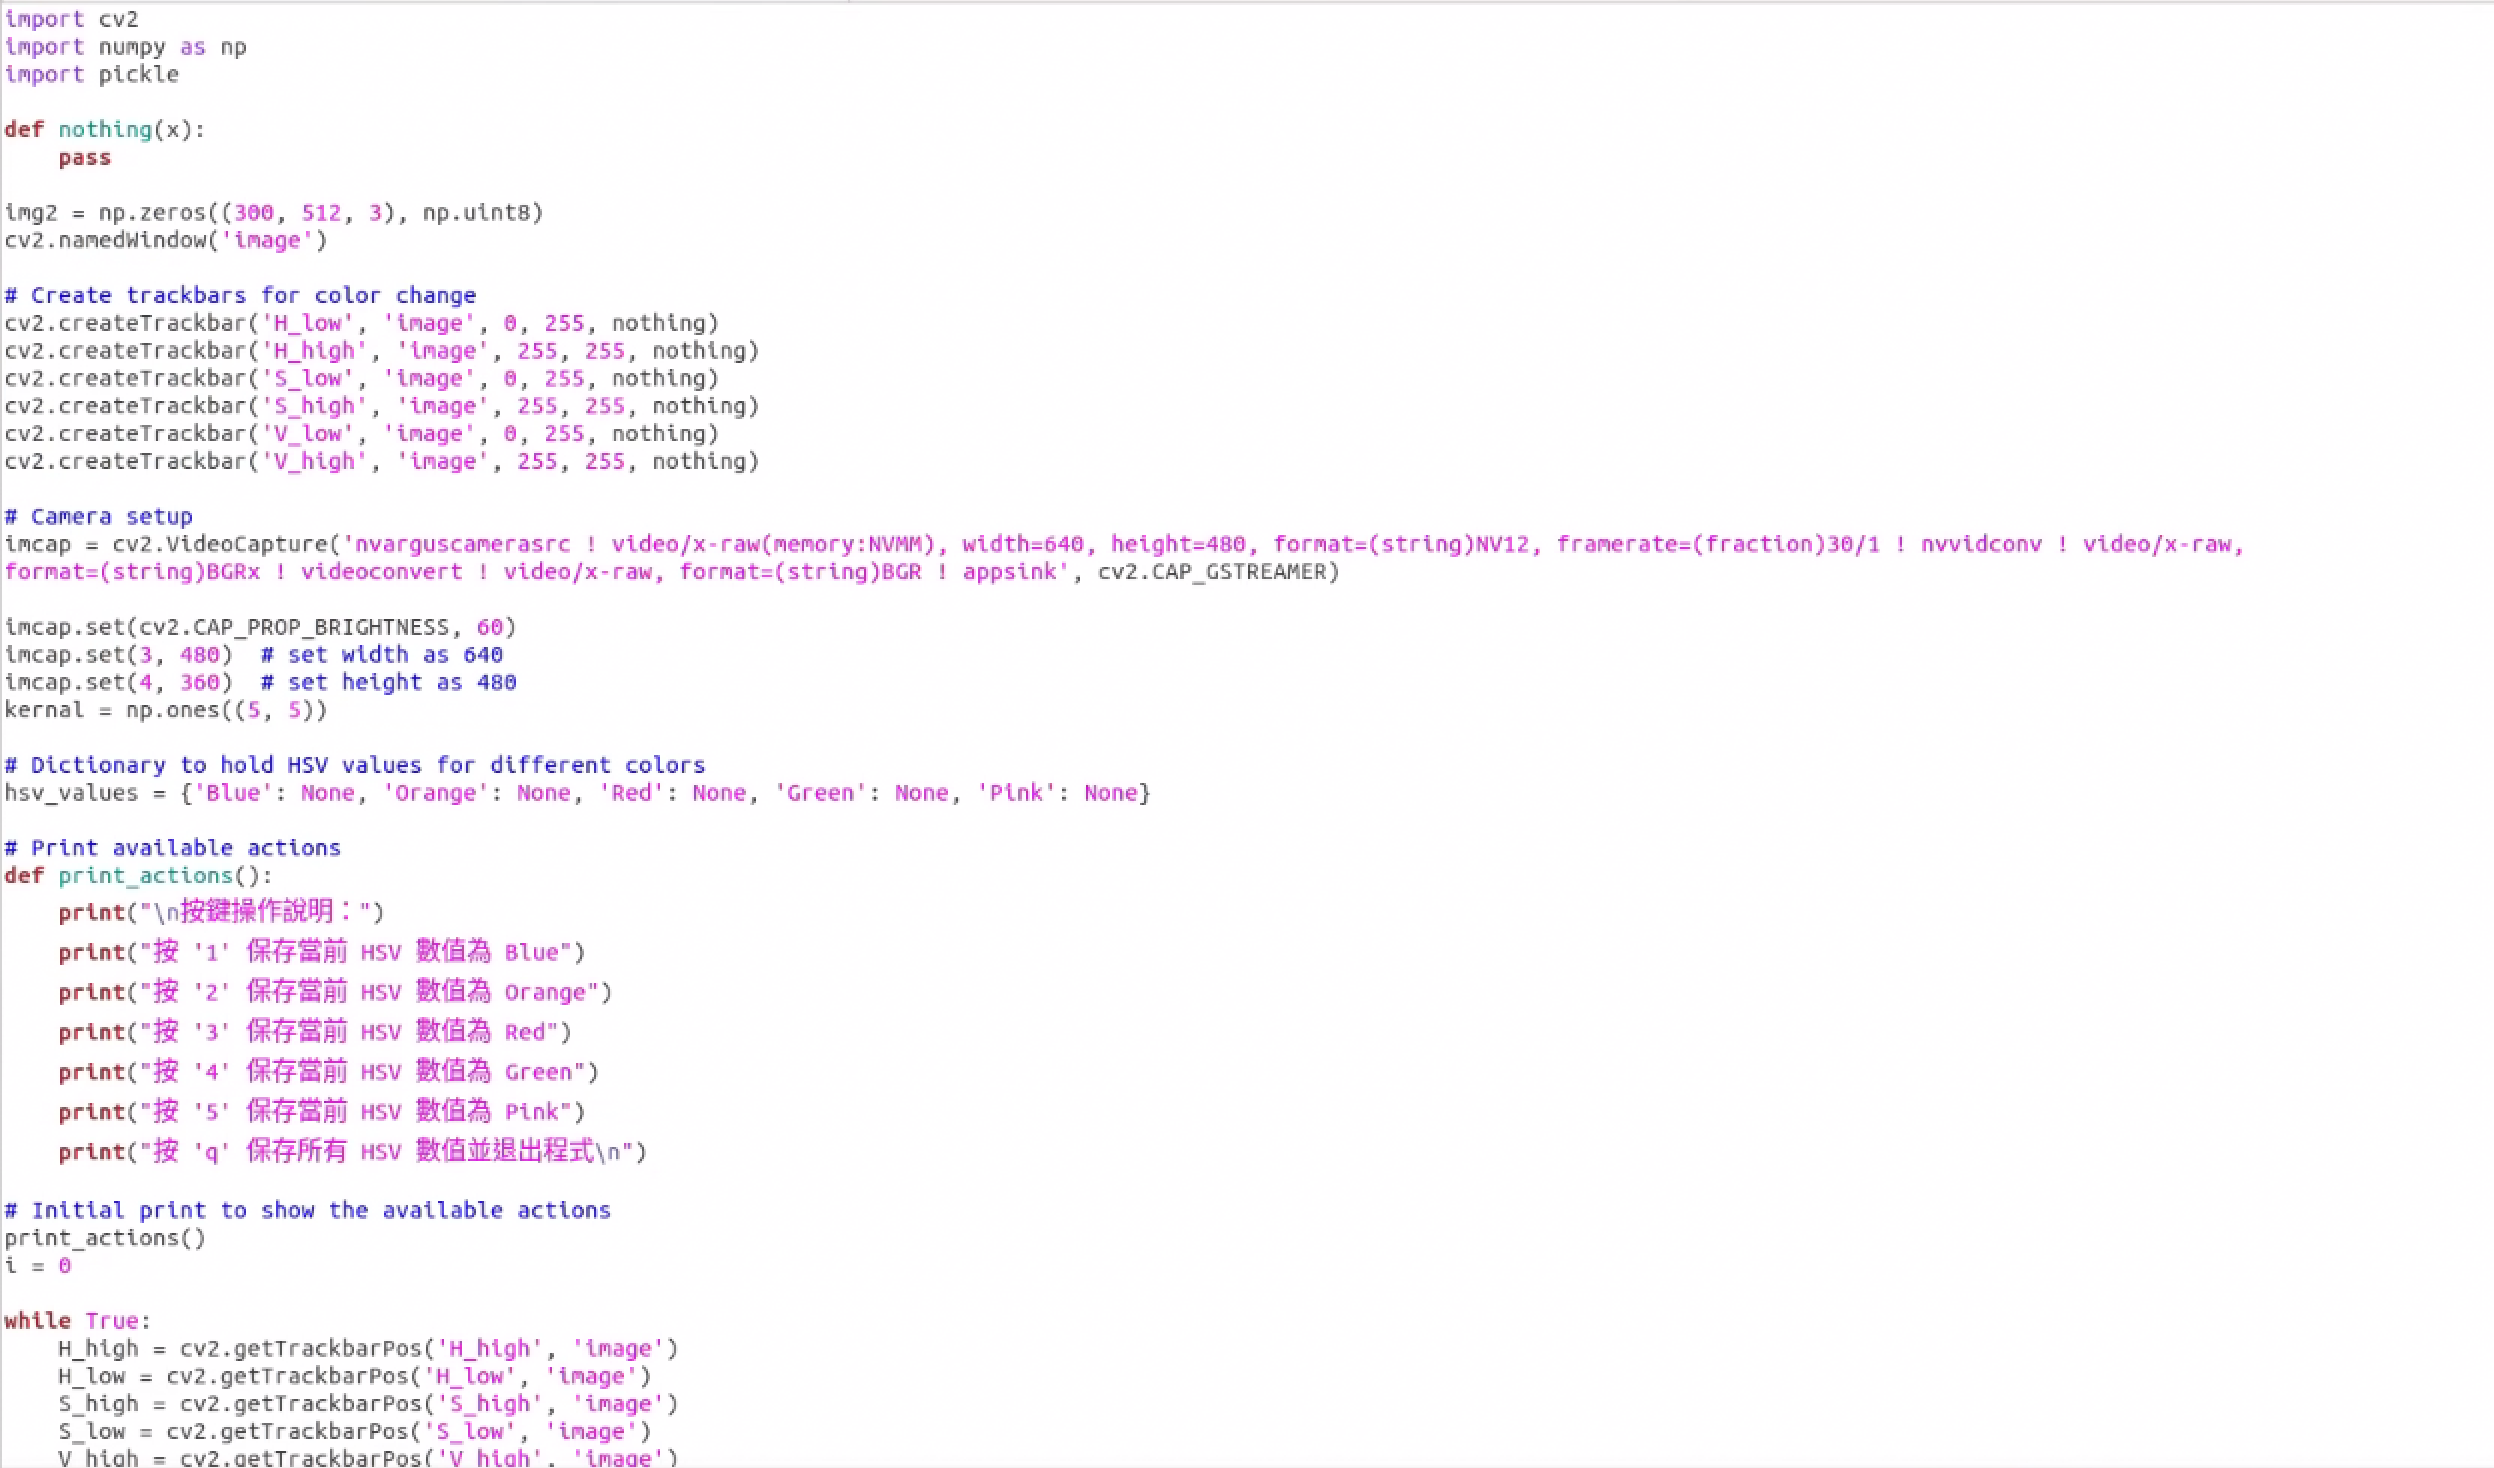 import cv2
import numpy as np
import pickle

def nothing(x):
    pass

img2 = np.zeros((300, 512, 3), np.uint8)
cv2.namedWindow('image')

# Create trackbars for color change
cv2.createTrackbar('H_low', 'image', 0, 255, nothing)
cv2.createTrackbar('H_high', 'image', 255, 255, nothing)
cv2.createTrackbar('S_low', 'image', 0, 255, nothing)
cv2.createTrackbar('S_high', 'image', 255, 255, nothing)
cv2.createTrackbar('V_low', 'image', 0, 255, nothing)
cv2.createTrackbar('V_high', 'image', 255, 255, nothing)

# Camera setup
imcap = cv2.VideoCapture('nvarguscamerasrc ! video/x-raw(memory:NVMM), width=640, height=480, format=(string)NV12, framerate=(fraction)30/1 ! nvvidconv ! video/x-raw,
format=(string)BGRx ! videoconvert ! video/x-raw, format=(string)BGR ! appsink', cv2.CAP_GSTREAMER)

imcap.set(cv2.CAP_PROP_BRIGHTNESS, 60)
imcap.set(3, 480)  # set width as 640
imcap.set(4, 360)  # set height as 480
kernal = np.ones((5, 5))

# Dictionary to hold HSV values for different colors
hsv_values = {'Blue': None, 'Orange': None, 'Red': None, 'Green': None, 'Pink': None}

# Print available actions
def print_actions():
    print("\n按鍵操作說明：")
    print("按 '1' 保存當前 HSV 數值為 Blue")
    print("按 '2' 保存當前 HSV 數值為 Orange")
    print("按 '3' 保存當前 HSV 數值為 Red")
    print("按 '4' 保存當前 HSV 數值為 Green")
    print("按 '5' 保存當前 HSV 數值為 Pink")
    print("按 'q' 保存所有 HSV 數值並退出程式\n")

# Initial print to show the available actions
print_actions()
i = 0

while True:
    H_high = cv2.getTrackbarPos('H_high', 'image')
    H_low = cv2.getTrackbarPos('H_low', 'image')
    S_high = cv2.getTrackbarPos('S_high', 'image')
    S_low = cv2.getTrackbarPos('S_low', 'image')
    V_high = cv2.getTrackbarPos('V_high', 'image')